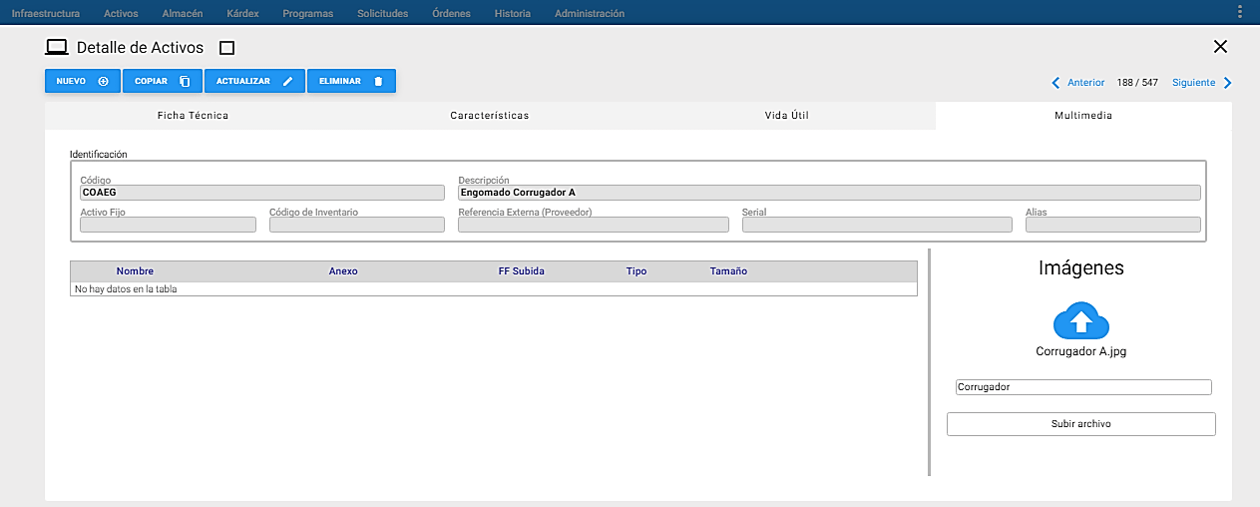 Infraestructura Activos Almacén Kárdex Programas Solicitudes Órdenes Historia Administración
Detalle de Activos
NUEVO COPIAR ACTUALIZAR ELIMINAR
Anterior 188 / 547 Siguiente
Ficha Técnica Características Vida Útil Multimedia
Identificación
Código Descripción
COAEG Engomado Corrugador A
Activo Fijo Código de Inventario Referencia Externa (Proveedor) Serial Alias
Nombre Anexo FF Subida Tipo Tamaño
No hay datos en la tabla
Imágenes
Corrugador A.jpg
Corrugador
Subir archivo